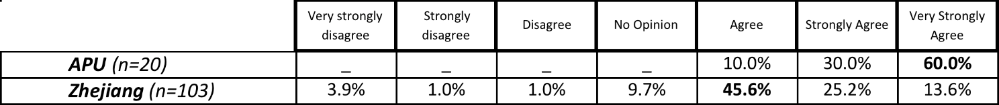 Very strongly disagree Strongly disagree Disagree No Opinion Agree Strongly Agree Very Strongly Agree
APU (n=20) _ _ _ _ 10.0% 30.0% 60.0%
Zhejiang (n=103) 3.9% 1.0% 1.0% 9.7% 45.6% 25.2% 13.6%